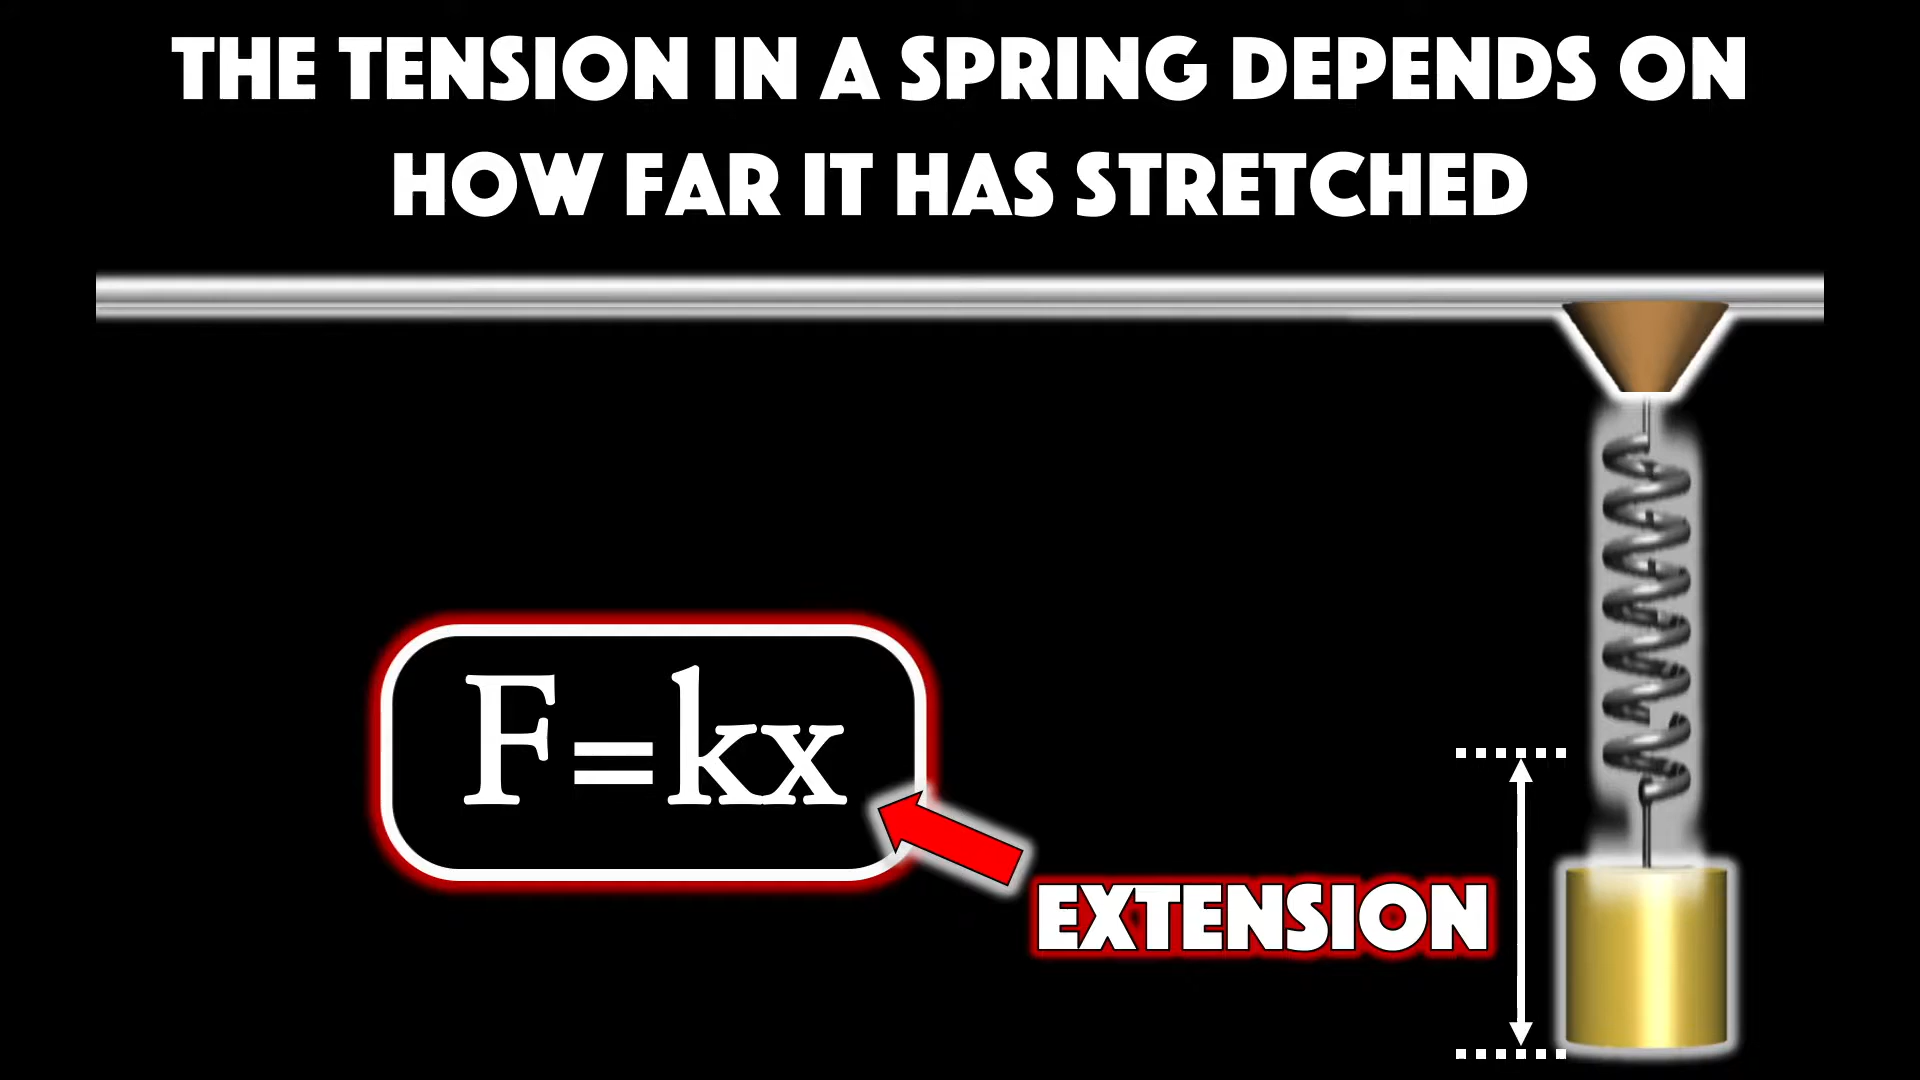 THE TENSION IN A SPRING DEPENDS ON
HOW FAR IT HAS STRETCHED
F=kx
EXTENSION